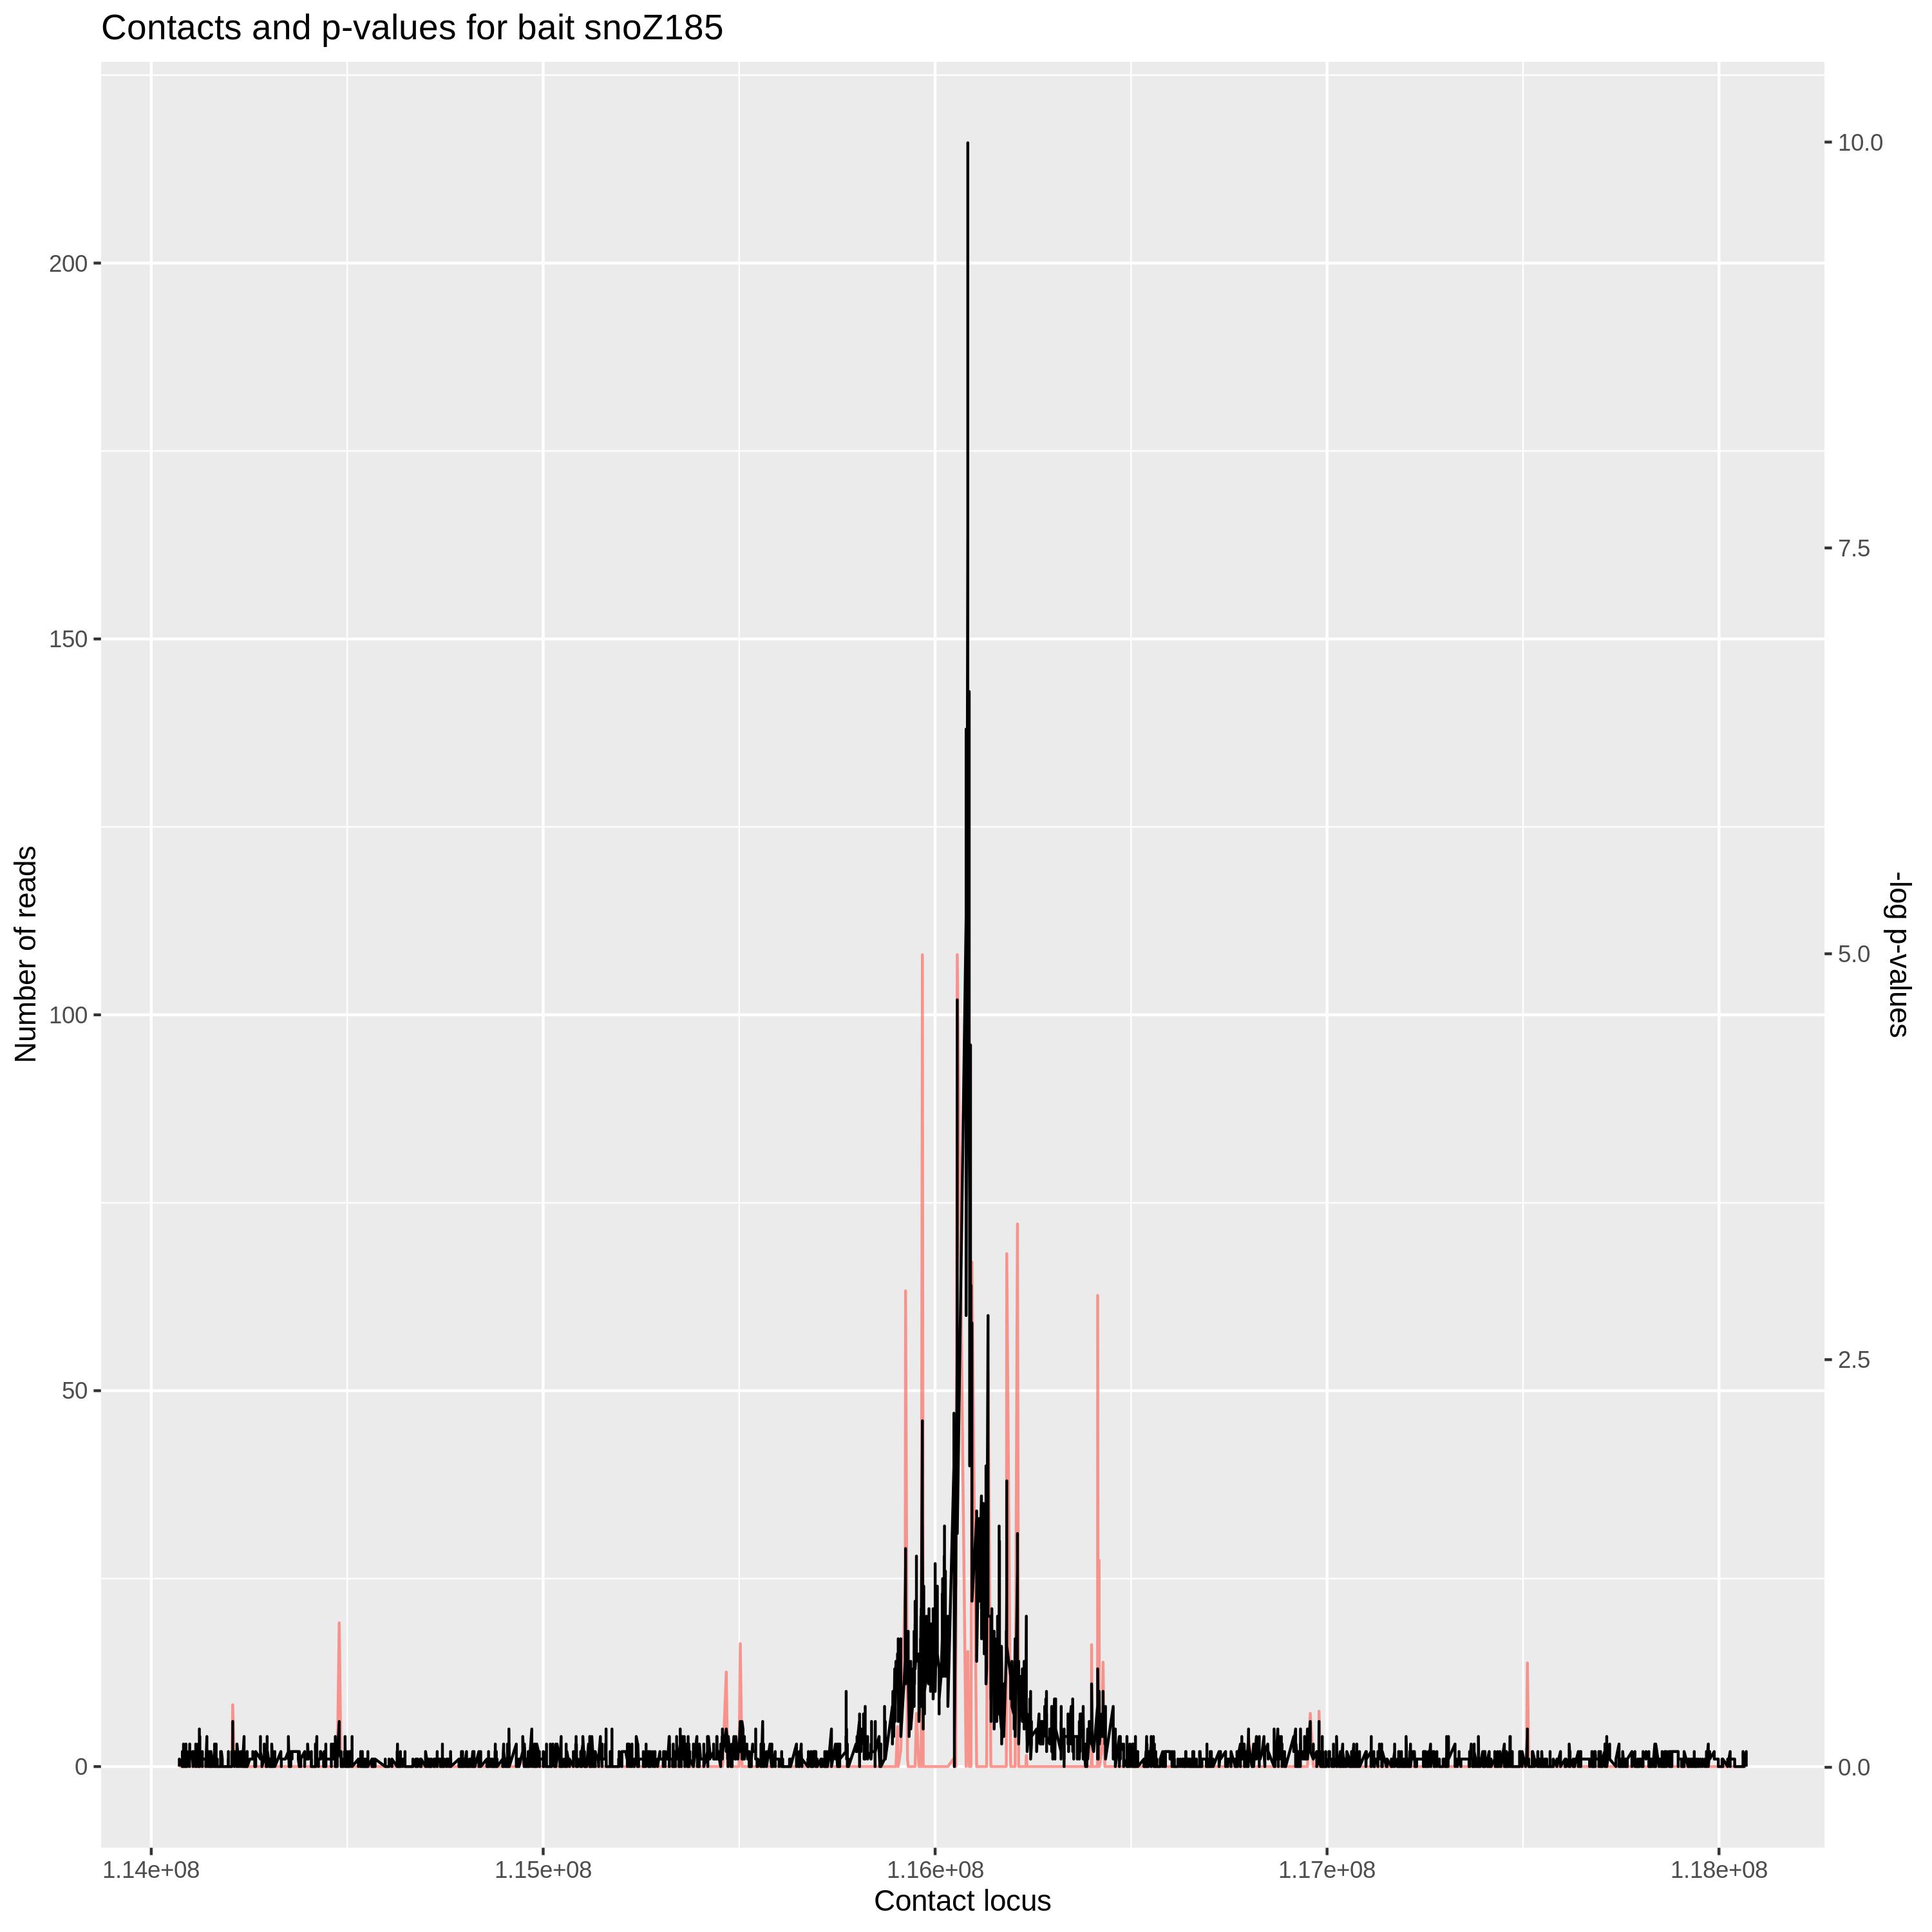 Contacts and p-values for bait snoZ185
Number of reads
200
150
100
50
0
10.0
7.5
5.0
2.5
0.0
-log p-values
1.14e+08 1.15e+08 1.16e+08 1.17e+08 1.18e+08
Contact locus